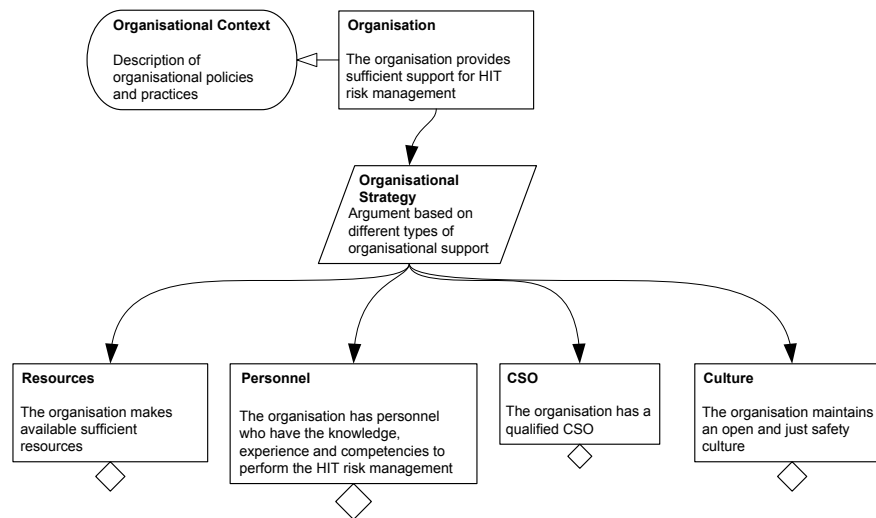 Organisational Context
Description of
organisational policies
and practices
Organisation
The organisation provides
sufficient support for HIT
risk management
Organisational
Strategy
Argument based on
different types of
organisational support
Resources
The organisation makes
available sufficient
resources
Personnel
The organisation has personnel
who have the knowledge,
experience and competencies to
perform the HIT risk management
CSO
The organisation has a
qualified CSO
Culture
The organisation maintains
an open and just safety
culture